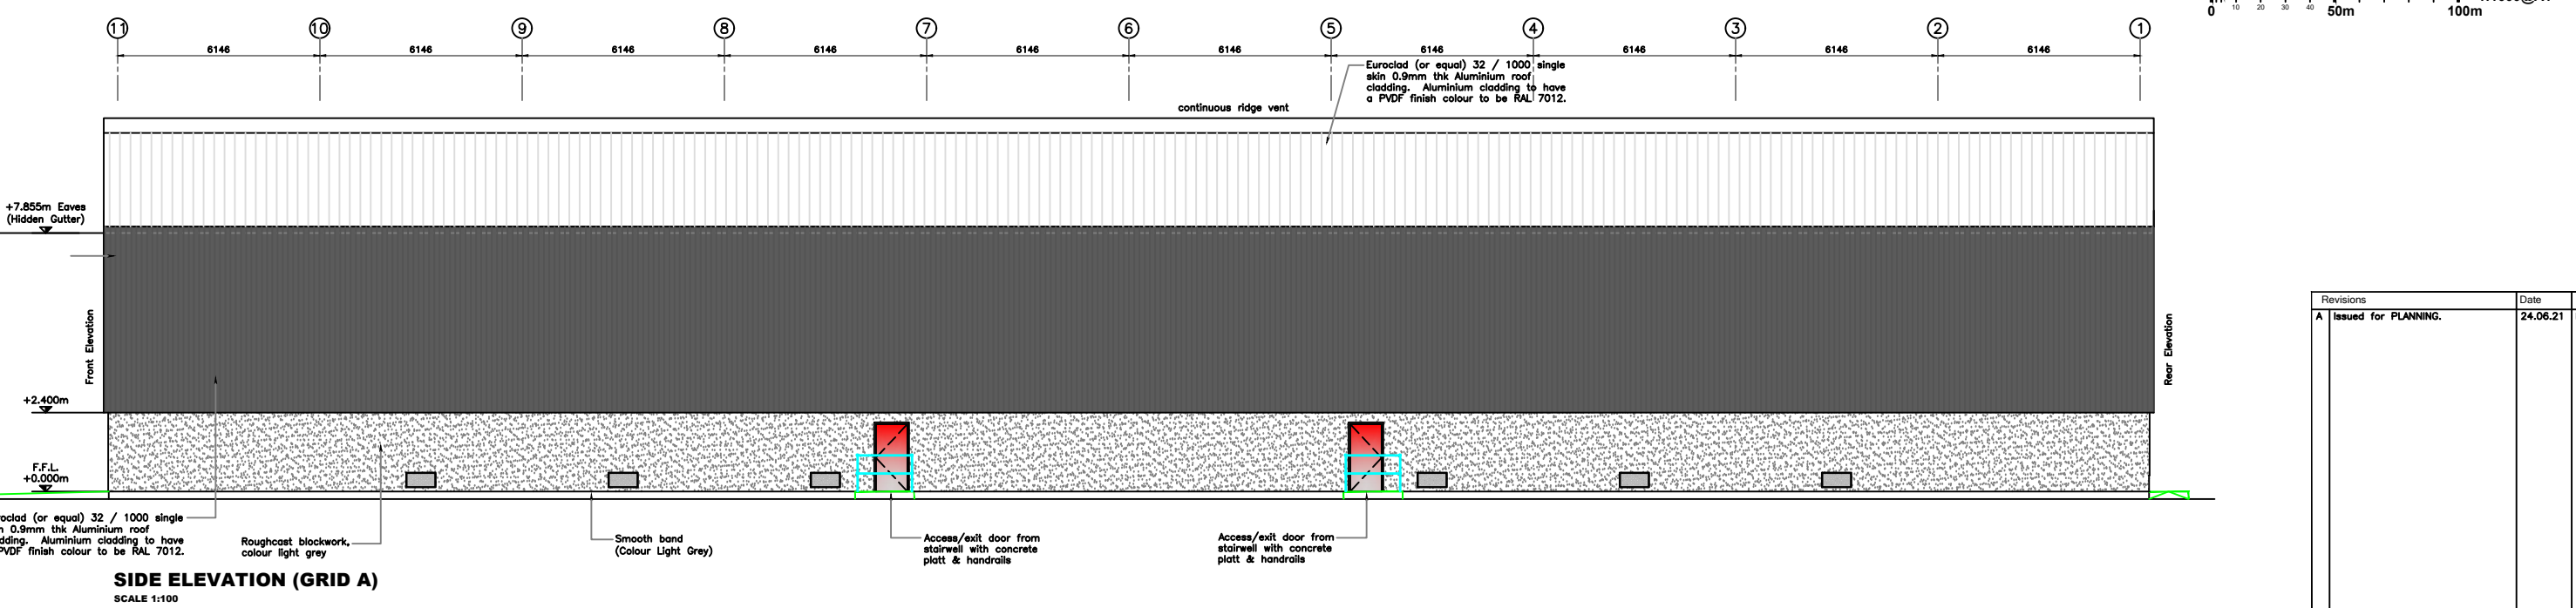 11 10 9 8 7 6 5 4 3 2 1
6146 6146 6146 6146 6146 6146 6146 6146 6146 6146
0 10 20 30 40 50m 100m
Euroclad (or equal) 32 / 1000 single
skin 0.9mm thk Aluminium roof
cladding. Aluminium cladding to have
a PVDF finish colour to be RAL 7012.
continuous ridge vent
+7.855m Eaves
(Hidden Gutter)
Front Elevation
Rear Elevation
+2.400m
F.F.L.
+0.000m
Revisions Date
A Issued for PLANNING. 24.06.21
roclad (or equal) 32 / 1000 single
n 0.9mm thk Aluminium roof
dding. Aluminium cladding to have
PVDF finish colour to be RAL 7012.
Roughcast blockwork,
colour light grey
Smooth band
(Colour Light Grey)
Access/exit door from
stairwell with concrete
platt & handrails
Access/exit door from
stairwell with concrete
platt & handrails
SIDE ELEVATION (GRID A)
SCALE 1:100